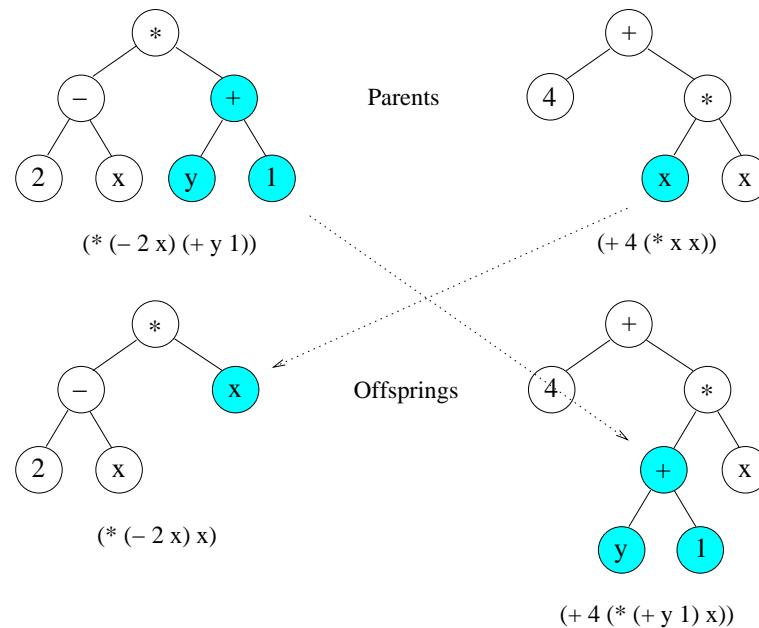 * +
− + Parents 4 *
2 x y 1 x x
(* (− 2 x) (+ y 1)) (+ 4 (* x x))
* +
− x Offsprings 4 *
2 x + x
(* (− 2 x) x)
y 1
(+ 4 (* (+ y 1) x))